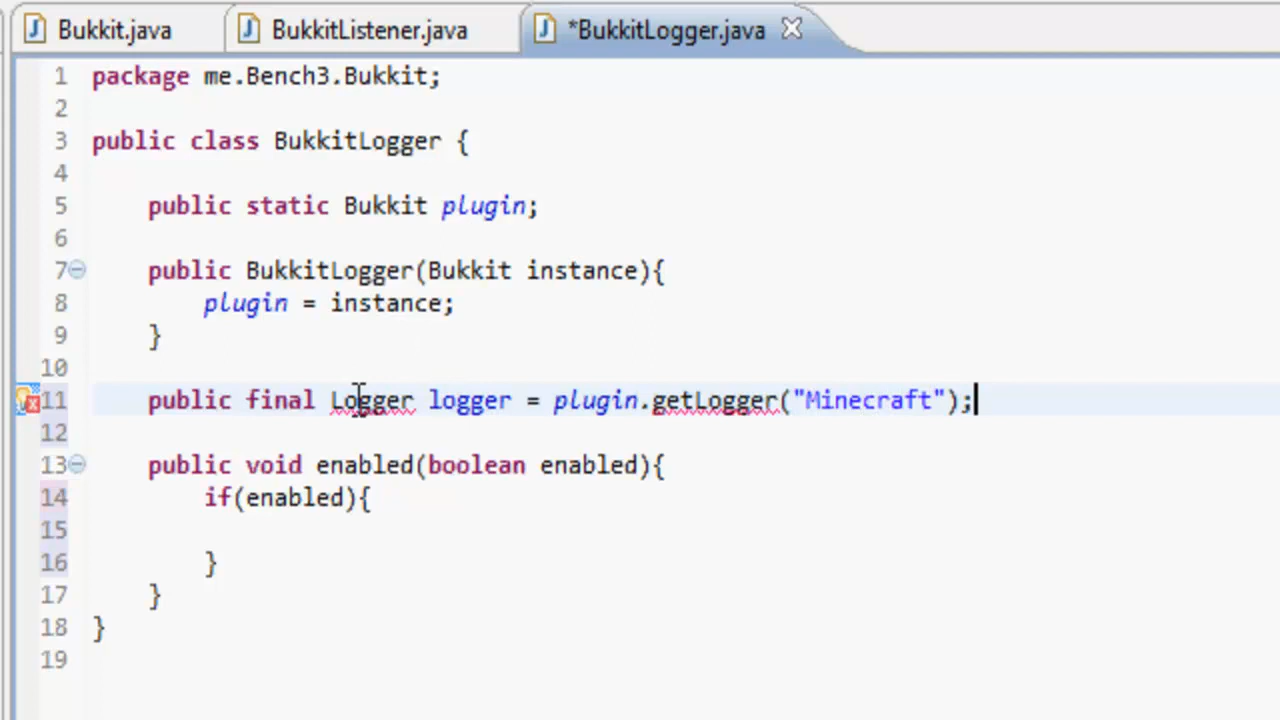 Bukkit.java BukkitListener.java *BukkitLogger.java
1 package me.Bench3.Bukkit;
2
3 public class BukkitLogger {
4
5 public static Bukkit plugin;
6
7 public BukkitLogger(Bukkit instance){
8 plugin = instance;
9 }
10
11 public final Logger logger = plugin.getLogger("Minecraft");
12
13 public void enabled(boolean enabled){
14 if(enabled){
15
16 }
17 }
18 }
19